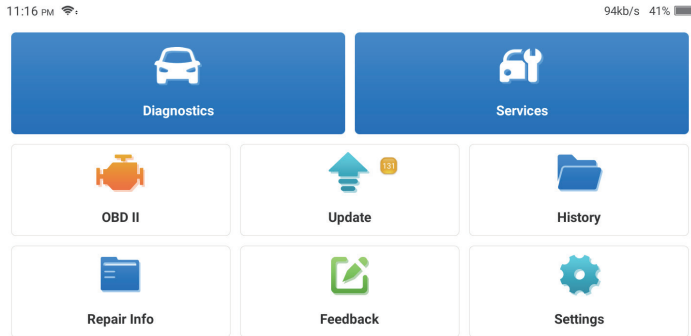 11:16 PM 94kb/s 41%
Diagnostics Services
131
OBD II Update History
Repair Info Feedback Settings